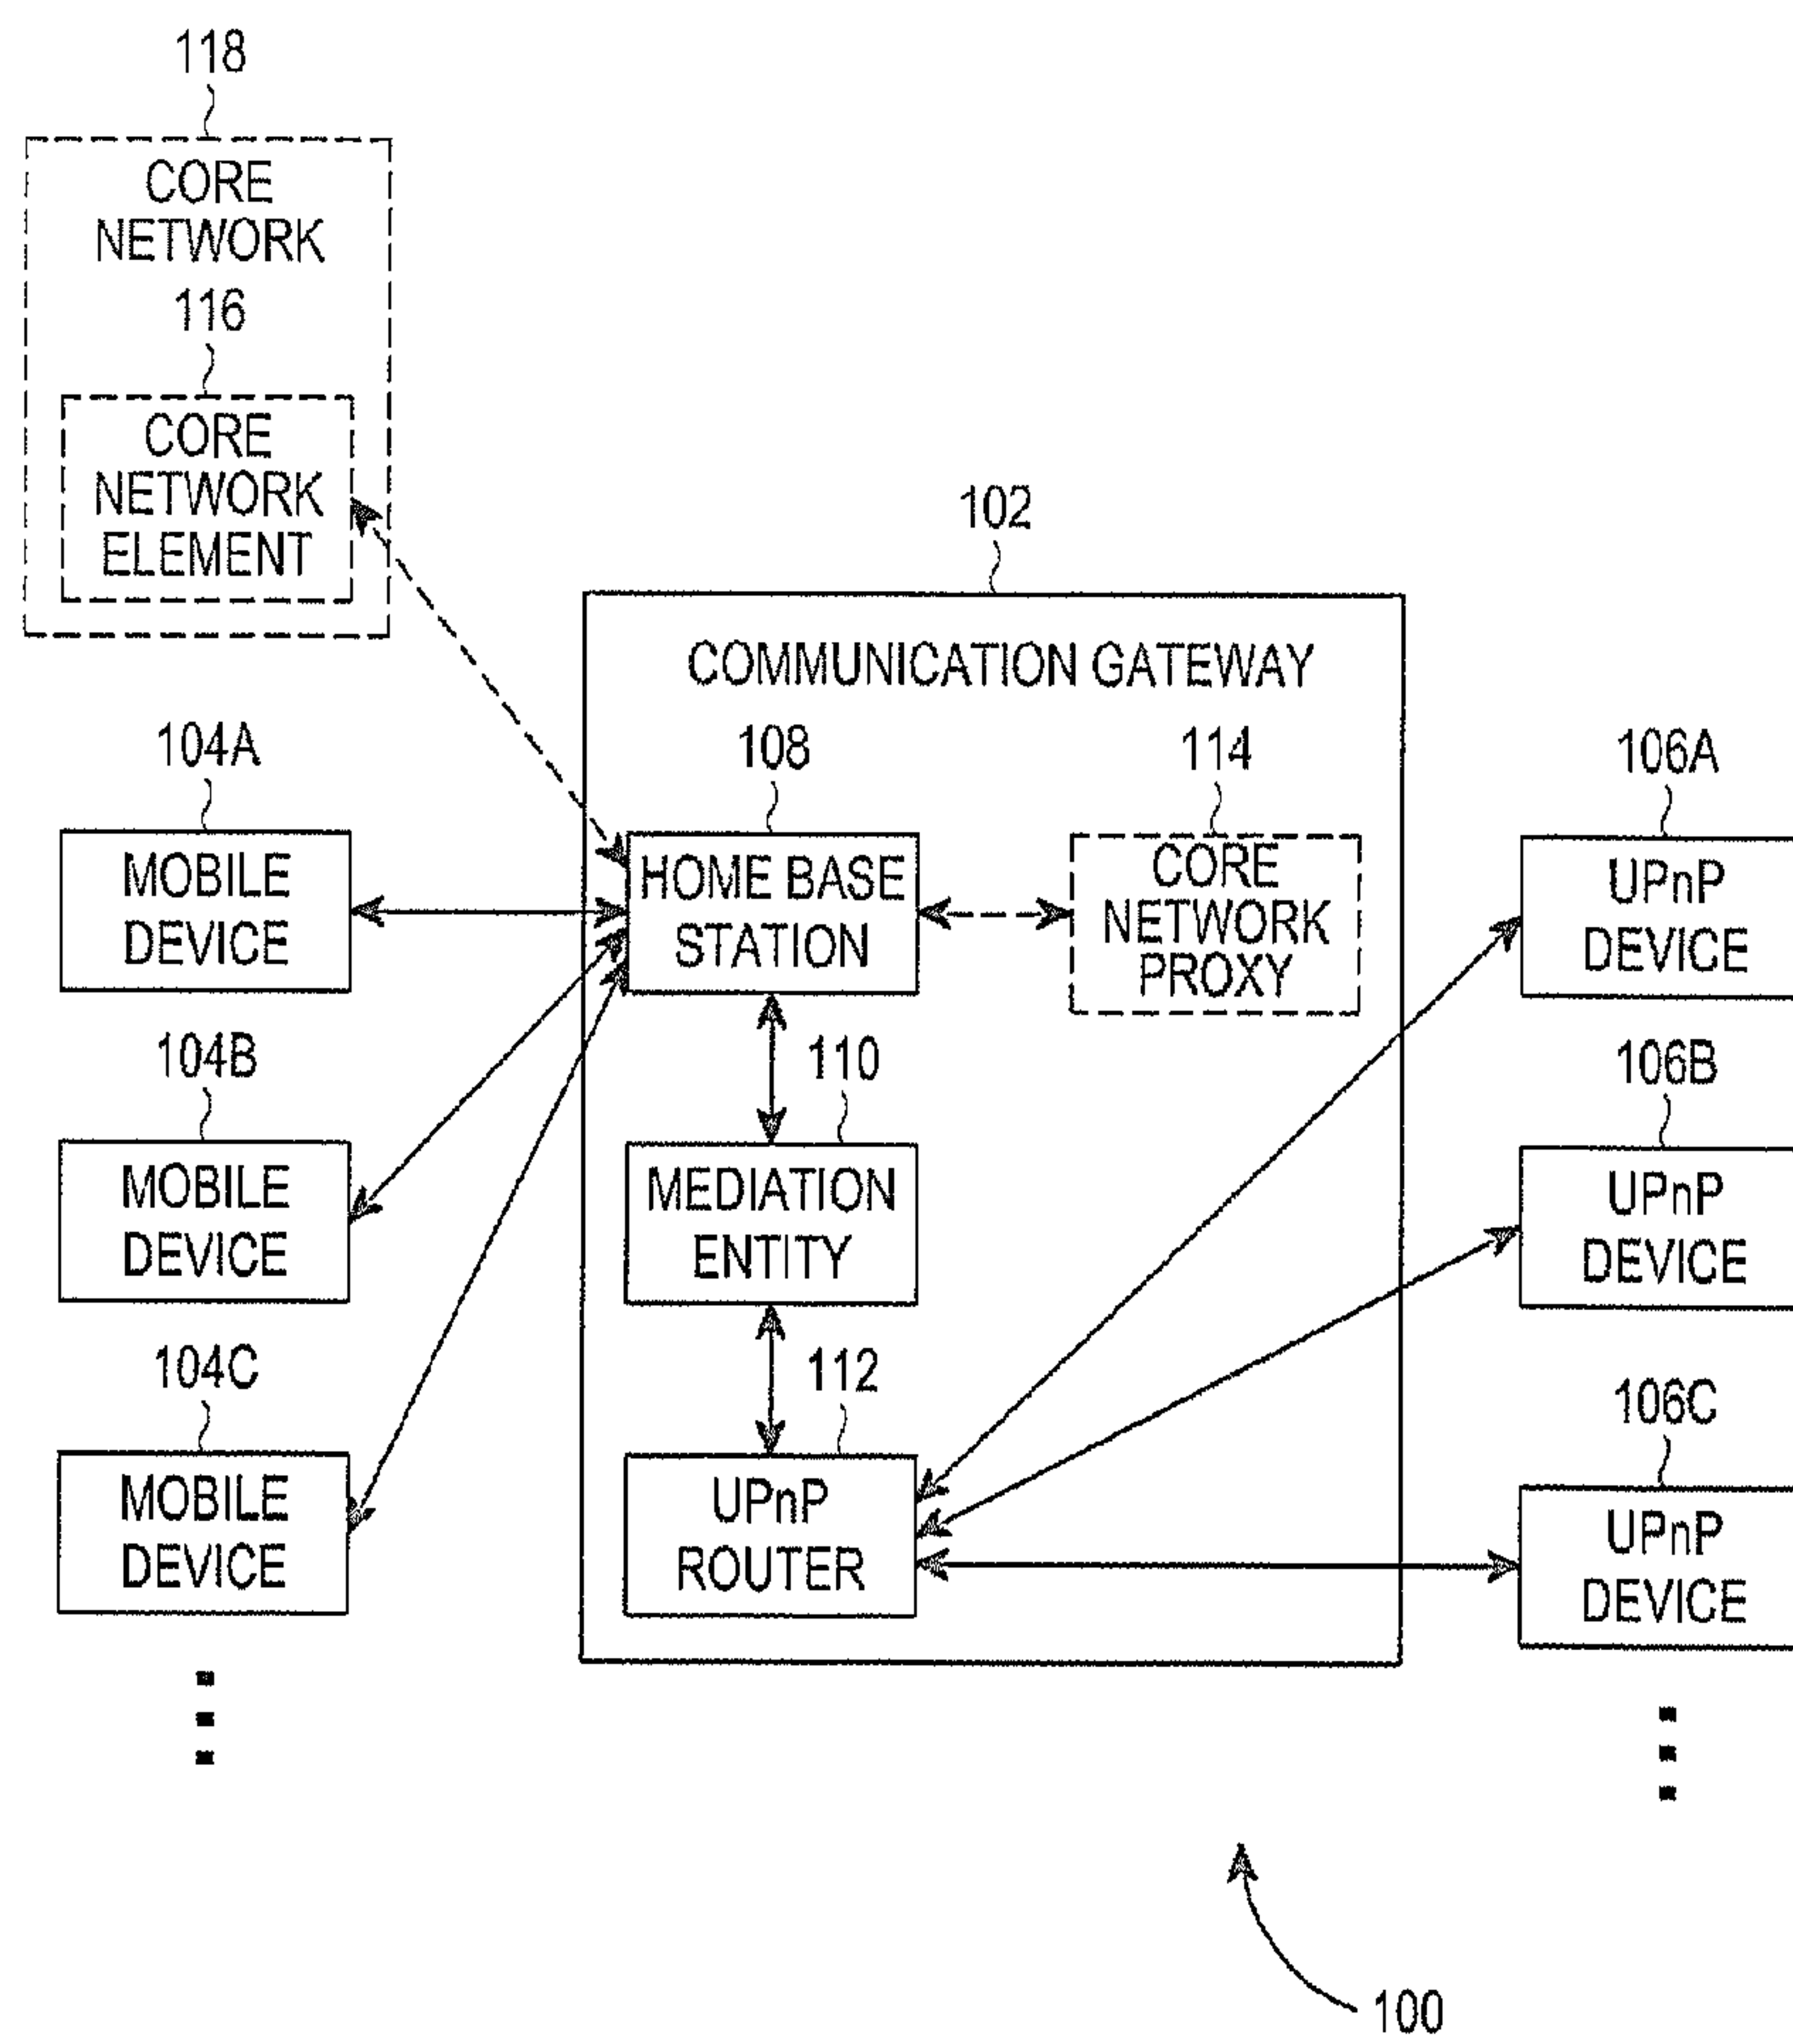 118
CORE
NETWORK
116
CORE
NETWORK
ELEMENT
102
COMMUNICATION GATEWAY
104A
MOBILE
DEVICE
108
HOME BASE
STATION
114
CORE
NETWORK
PROXY
106A
UPnP
DEVICE
104B
MOBILE
DEVICE
110
MEDIATION
ENTITY
106B
UPnP
DEVICE
104C
MOBILE
DEVICE
112
UPnP
ROUTER
106C
UPnP
DEVICE
100